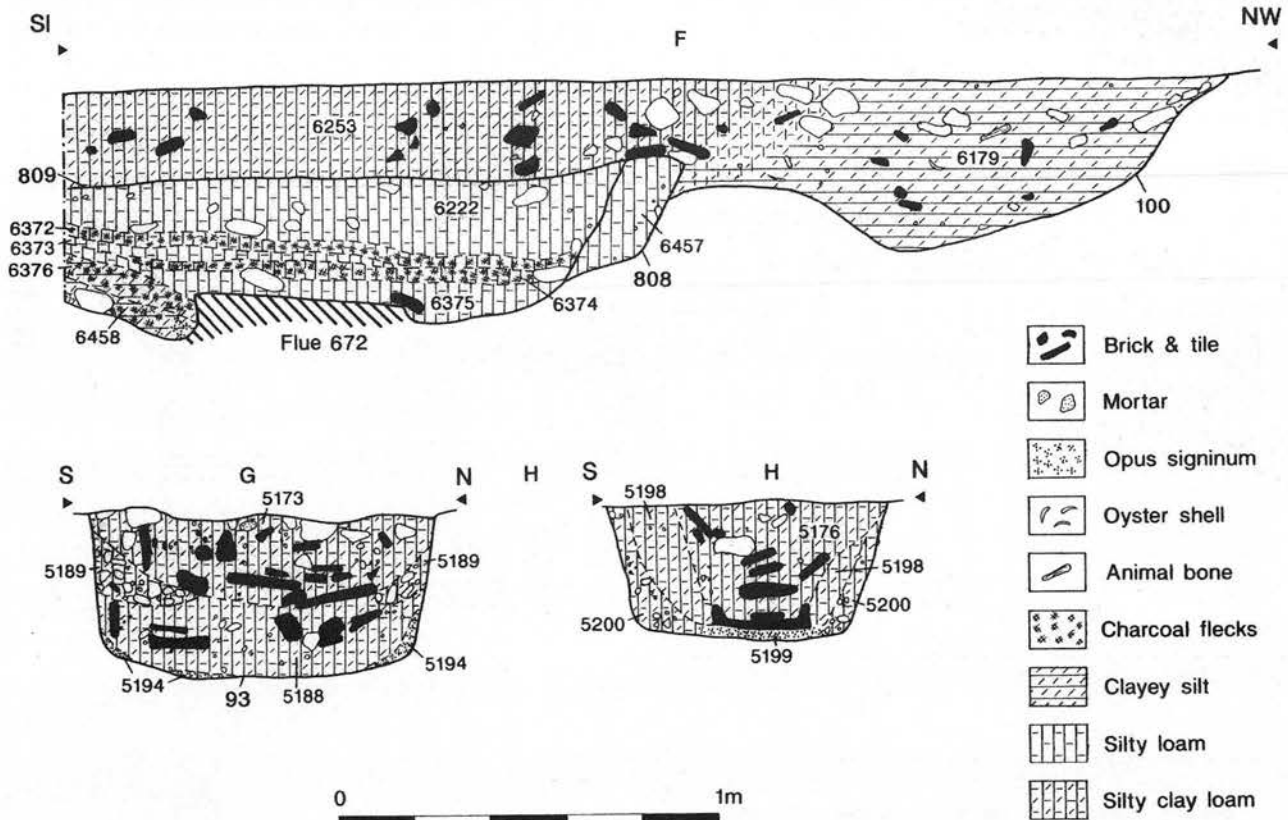 SI F NW
6253
6179
809
6222
100
6372
6373
6376
6457
808
6375
6374
6458
Flue 672
S G N H S H N
5173
5198
5176
5189
5189
5198
5200
5200
5194
5194
5199
93
5188
0 1m
Brick & tile
Mortar
Opus signinum
Oyster shell
Animal bone
Charcoal flecks
Clayey silt
Silty loam
Silty clay loam